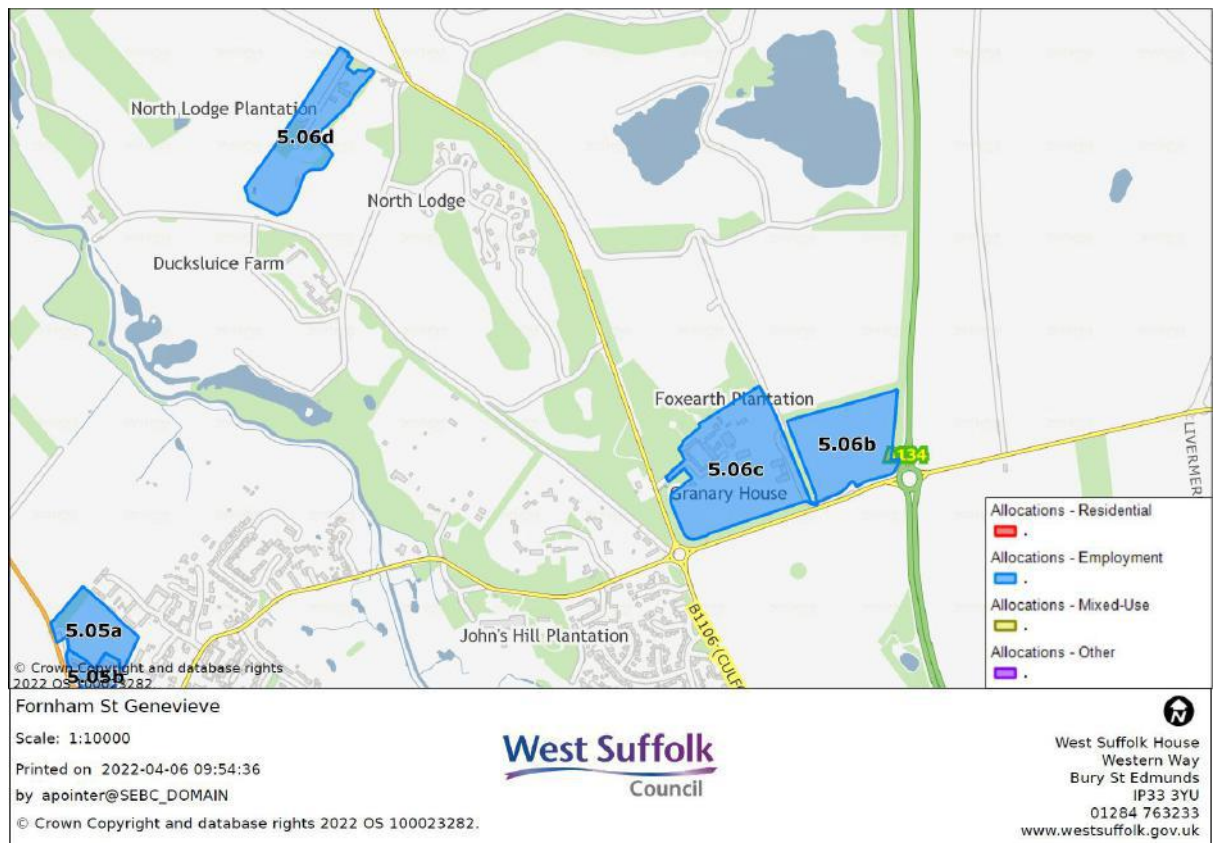 North Lodge Plantation
5.06d
North Lodge
Ducksluice Farm
Foxearth Plantation
5.06b
134
5.06c
Granary House
LIVERMER
5.05a
5.05b
John's Hill Plantation
B1106 (CULF
© Crown Copyright and database rights
2022 OS 100023282.
Allocations - Residential
.
Allocations - Employment
.
Allocations - Mixed-Use
.
Allocations - Other
.
Fornham St Genevieve
Scale: 1:10000
Printed on 2022-04-06 09:54:36
by apointer@SEBC_DOMAIN
© Crown Copyright and database rights 2022 OS 100023282.
West Suffolk
Council
N
West Suffolk House
Western Way
Bury St Edmunds
IP33 3YU
01284 763233
www.westsuffolk.gov.uk